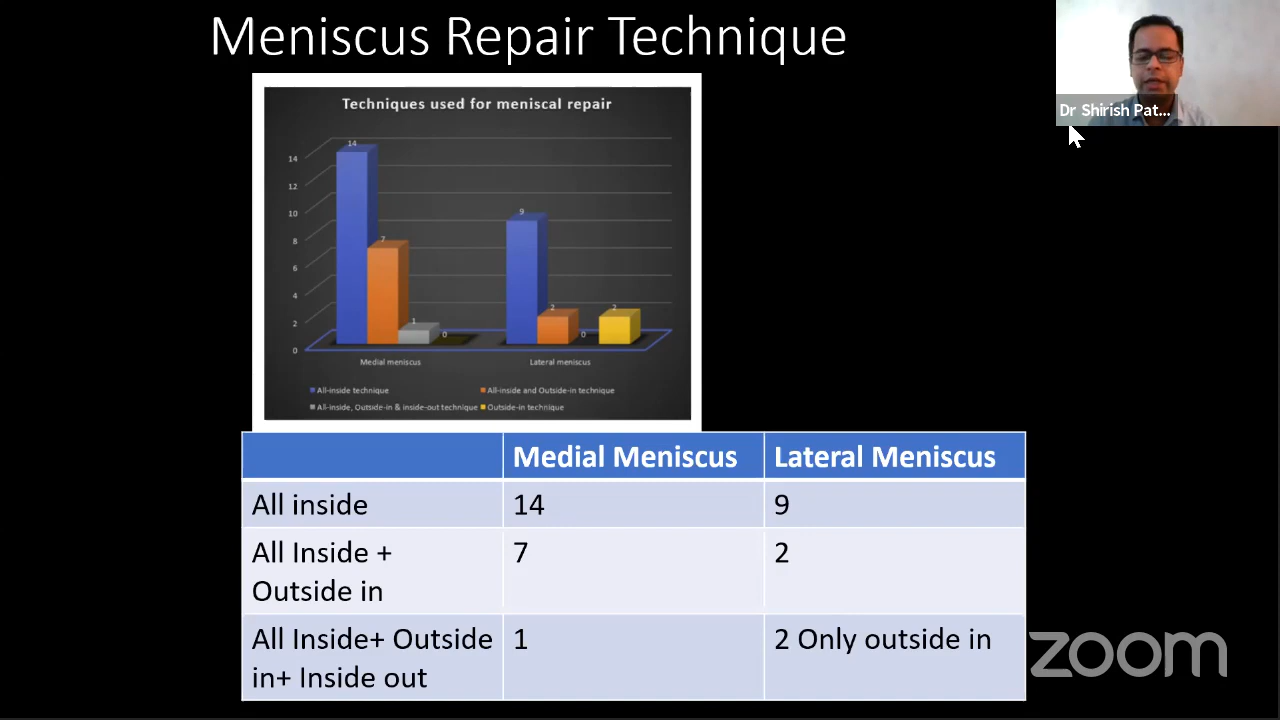 Meniscus Repair Technique
Dr Shirish Pat...
Techniques used for meniscal repair
14
12
10
8
6
4
2
0
14
7
1
0
9
2
0
2
Medial meniscus
Lateral meniscus
All-inside technique
All-inside and Outside-in technique
All-inside, Outside-in & inside-out technique
Outside-in technique
Medial Meniscus Lateral Meniscus
All inside 14 9
All Inside + 7 2
Outside in
All Inside+ Outside 1 2 Only outside in
in+ Inside out
zoom